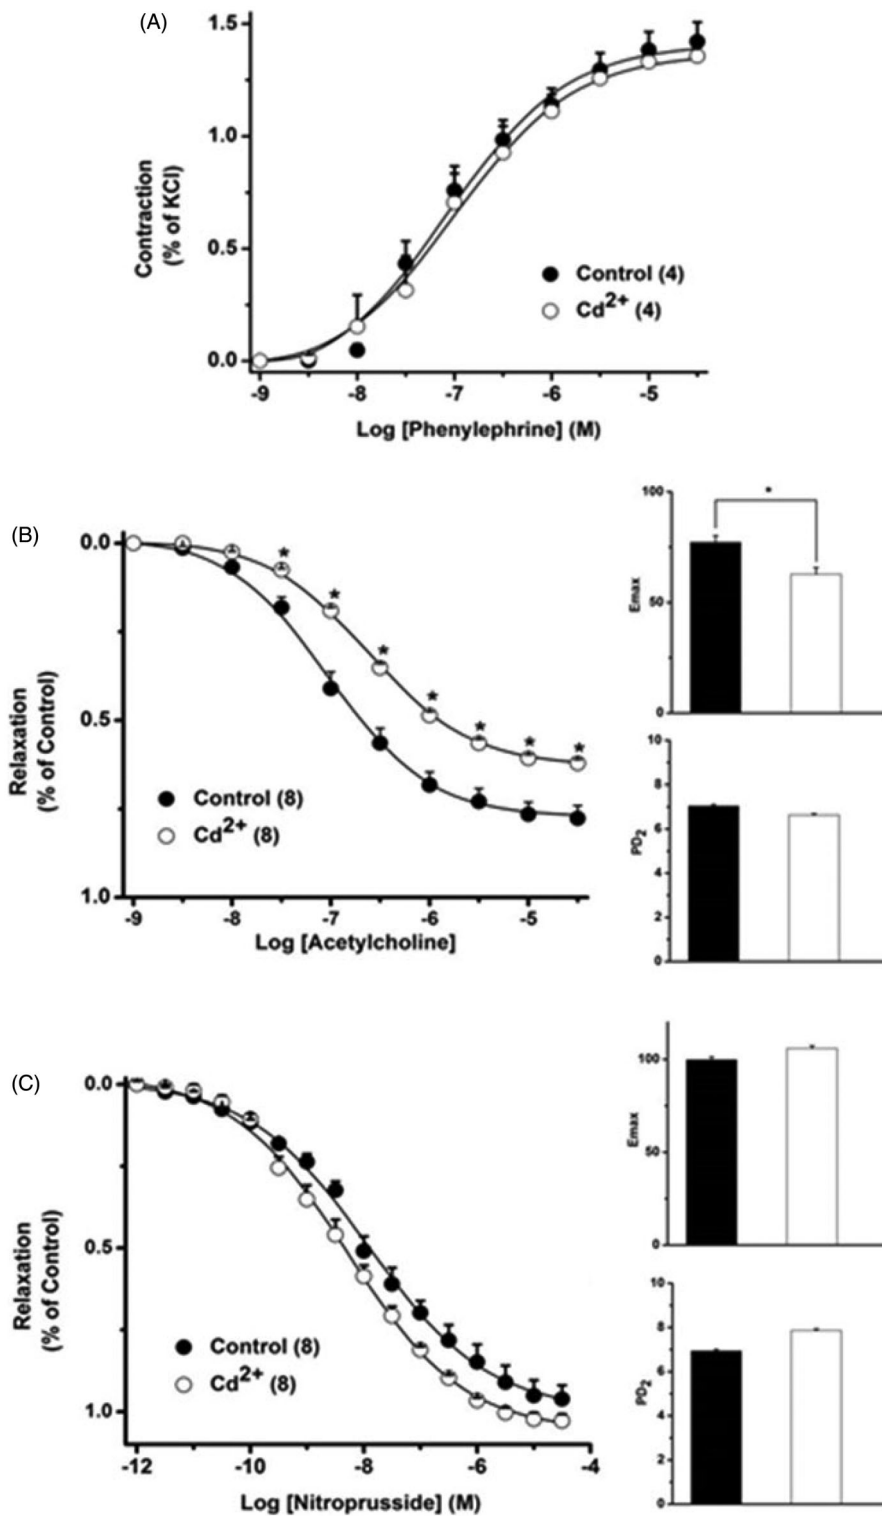 (A)
1.5
1.0
0.5
0.0
Contraction
(% of KCl)
Control (4)
Cd2+ (4)
-9 -8 -7 -6 -5
Log [Phenylephrine] (M)
(B)
0.0
0.5
1.0
Relaxation
(% of Control)
* * * * * * *
Control (8)
Cd2+ (8)
-9 -8 -7 -6 -5
Log [Acetylcholine]
100
50
0
Emax
*
10
8
6
4
2
0
PD2
(C)
0.0
0.5
1.0
Relaxation
(% of Control)
Control (8)
Cd2+ (8)
-12 -10 -8 -6 -4
Log [Nitroprusside] (M)
100
50
0
Emax
10
8
6
4
2
0
PD2